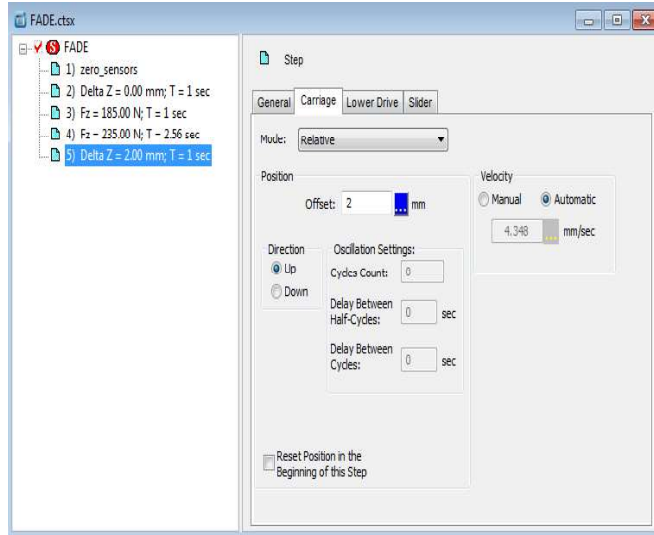 FADE.ctsx
FADE
1) zero_sensors
2) Delta Z = 0.00 mm; T = 1 sec
3) Fz = 185.00 N; T = 1 sec
4) Fz = 235.00 N; T = 2.56 sec
5) Delta Z = 2.00 mm; T = 1 sec
Step
General Carriage Lower Drive Slider
Mode: Relative
Position
Offset: 2 ... mm
Velocity
Manual Automatic
4.348 ... mm/sec
Direction
Up
Down
Oscillation Settings:
Cycles Count: 0
Delay Between
Half-Cycles: 0 sec
Delay Between
Cycles: 0 sec
Reset Position in the
Beginning of this Step